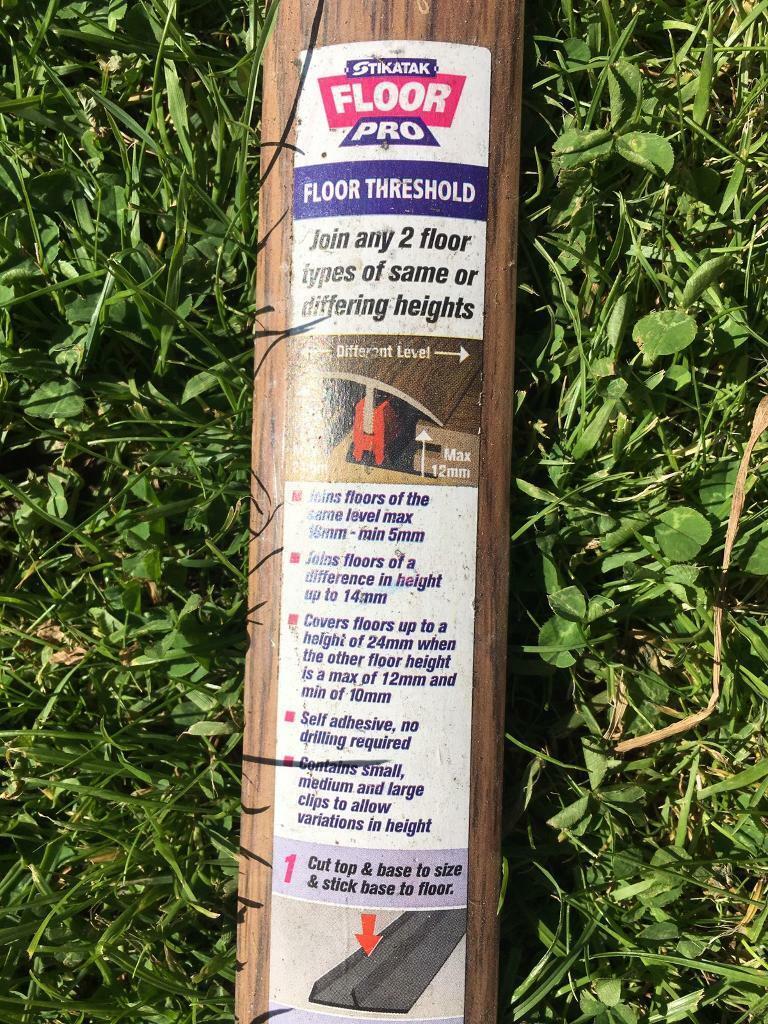 STIKATAK
FLOOR
PRO
FLOOR THRESHOLD
Join any 2 floor
types of same or
differing heights
Different Level
Max
12mm
Joins floors of the
same level max
18mm - min 5mm
Joins floors of a
difference in height
up to 14mm
Covers floors up to a
height of 24mm when
the other floor height
is a max of 12mm and
min of 10mm
Self adhesive, no
drilling required
Contains small,
medium and large
clips to allow
variations in height
1 Cut top & base to size
& stick base to floor.